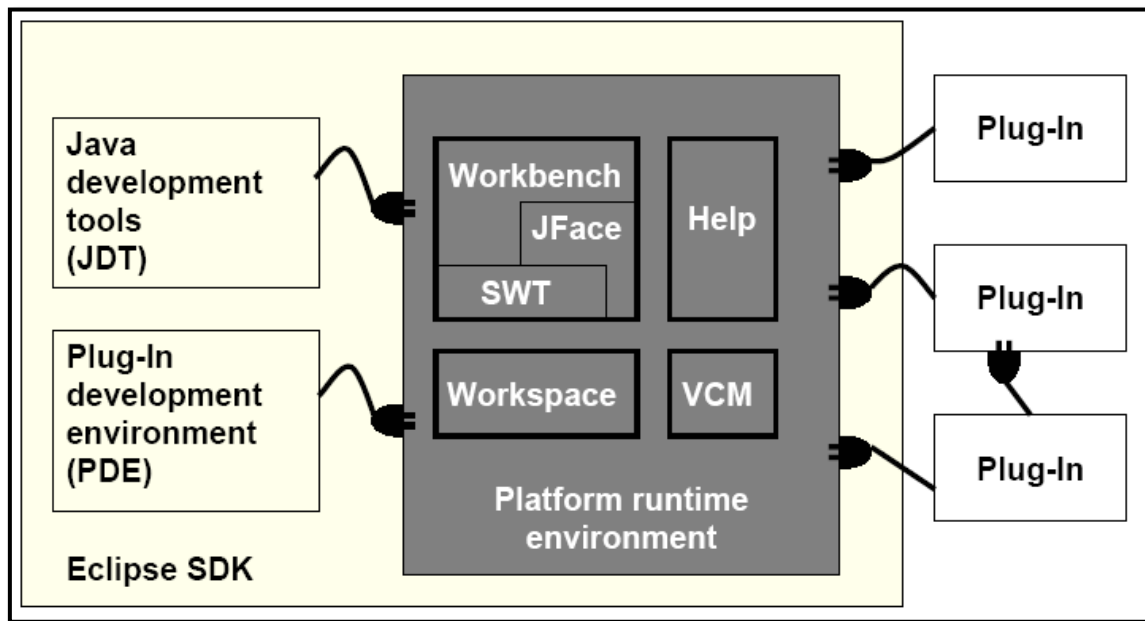 Java
development
tools
(JDT)
Plug-In
development
environment
(PDE)
Eclipse SDK
Workbench
JFace
SWT
Help
Workspace
VCM
Platform runtime
environment
Plug-In
Plug-In
Plug-In